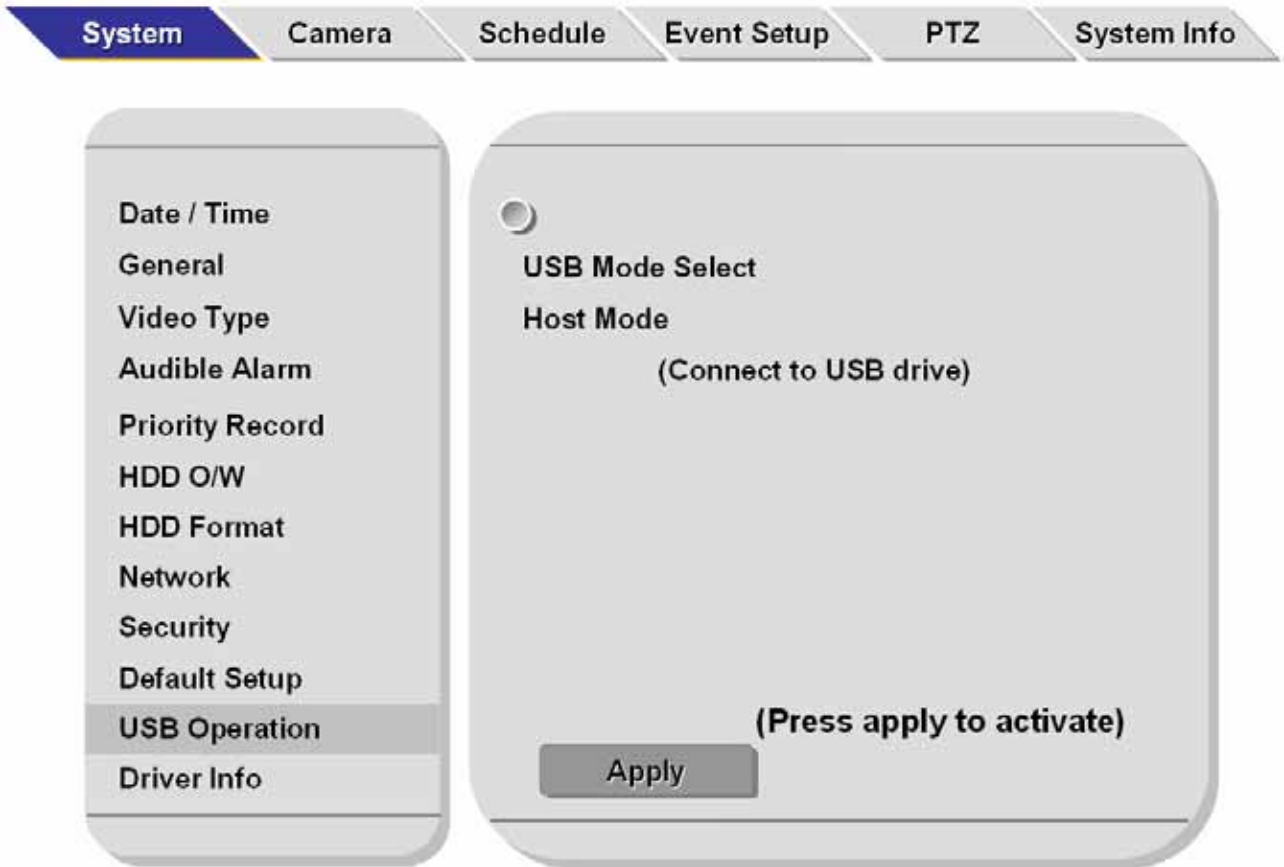 System Camera Schedule Event Setup PTZ System Info
Date / Time
General
Video Type
Audible Alarm
Priority Record
HDD O/W
HDD Format
Network
Security
Default Setup
USB Operation
Driver Info
USB Mode Select
Host Mode
(Connect to USB drive)
(Press apply to activate)
Apply